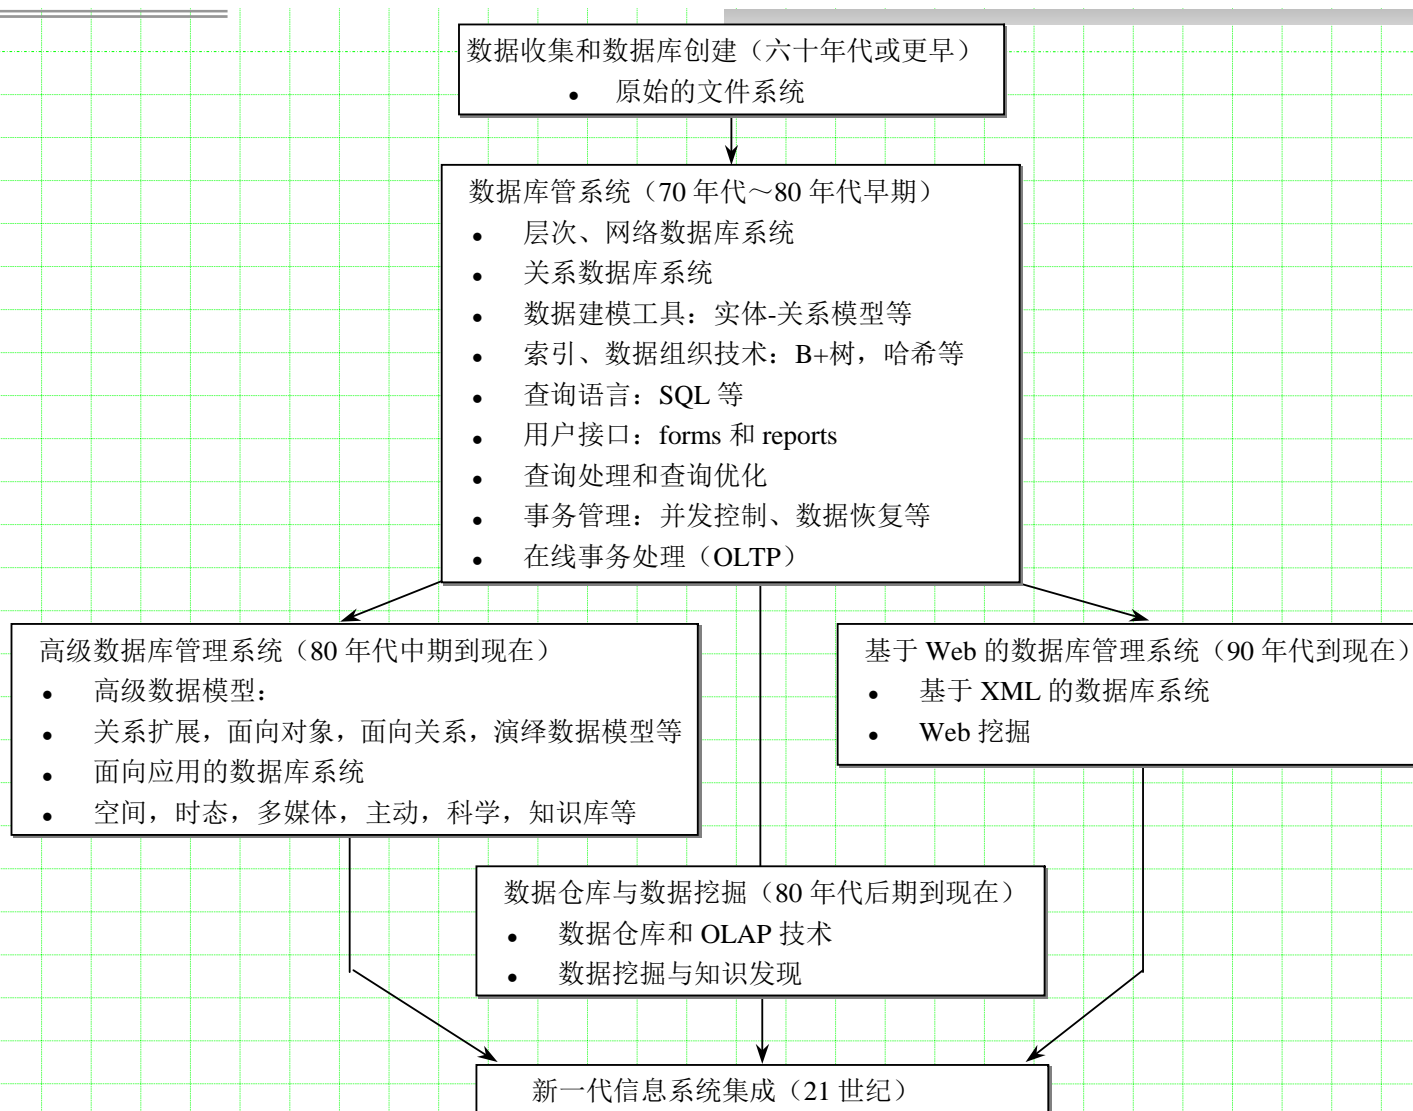 数据收集和数据库创建（六十年代或更早）
• 原始的文件系统
数据库管系统（70 年代～80 年代早期）
• 层次、网络数据库系统
• 关系数据库系统
• 数据建模工具：实体-关系模型等
• 索引、数据组织技术：B+树，哈希等
• 查询语言：SQL 等
• 用户接口：forms 和 reports
• 查询处理和查询优化
• 事务管理：并发控制、数据恢复等
• 在线事务处理（OLTP）
高级数据库管理系统（80 年代中期到现在）
• 高级数据模型：
• 关系扩展，面向对象，面向关系，演绎数据模型等
• 面向应用的数据库系统
• 空间，时态，多媒体，主动，科学，知识库等
基于 Web 的数据库管理系统（90 年代到现在）
• 基于 XML 的数据库系统
• Web 挖掘
数据仓库与数据挖掘（80 年代后期到现在）
• 数据仓库和 OLAP 技术
• 数据挖掘与知识发现
新一代信息系统集成（21 世纪）